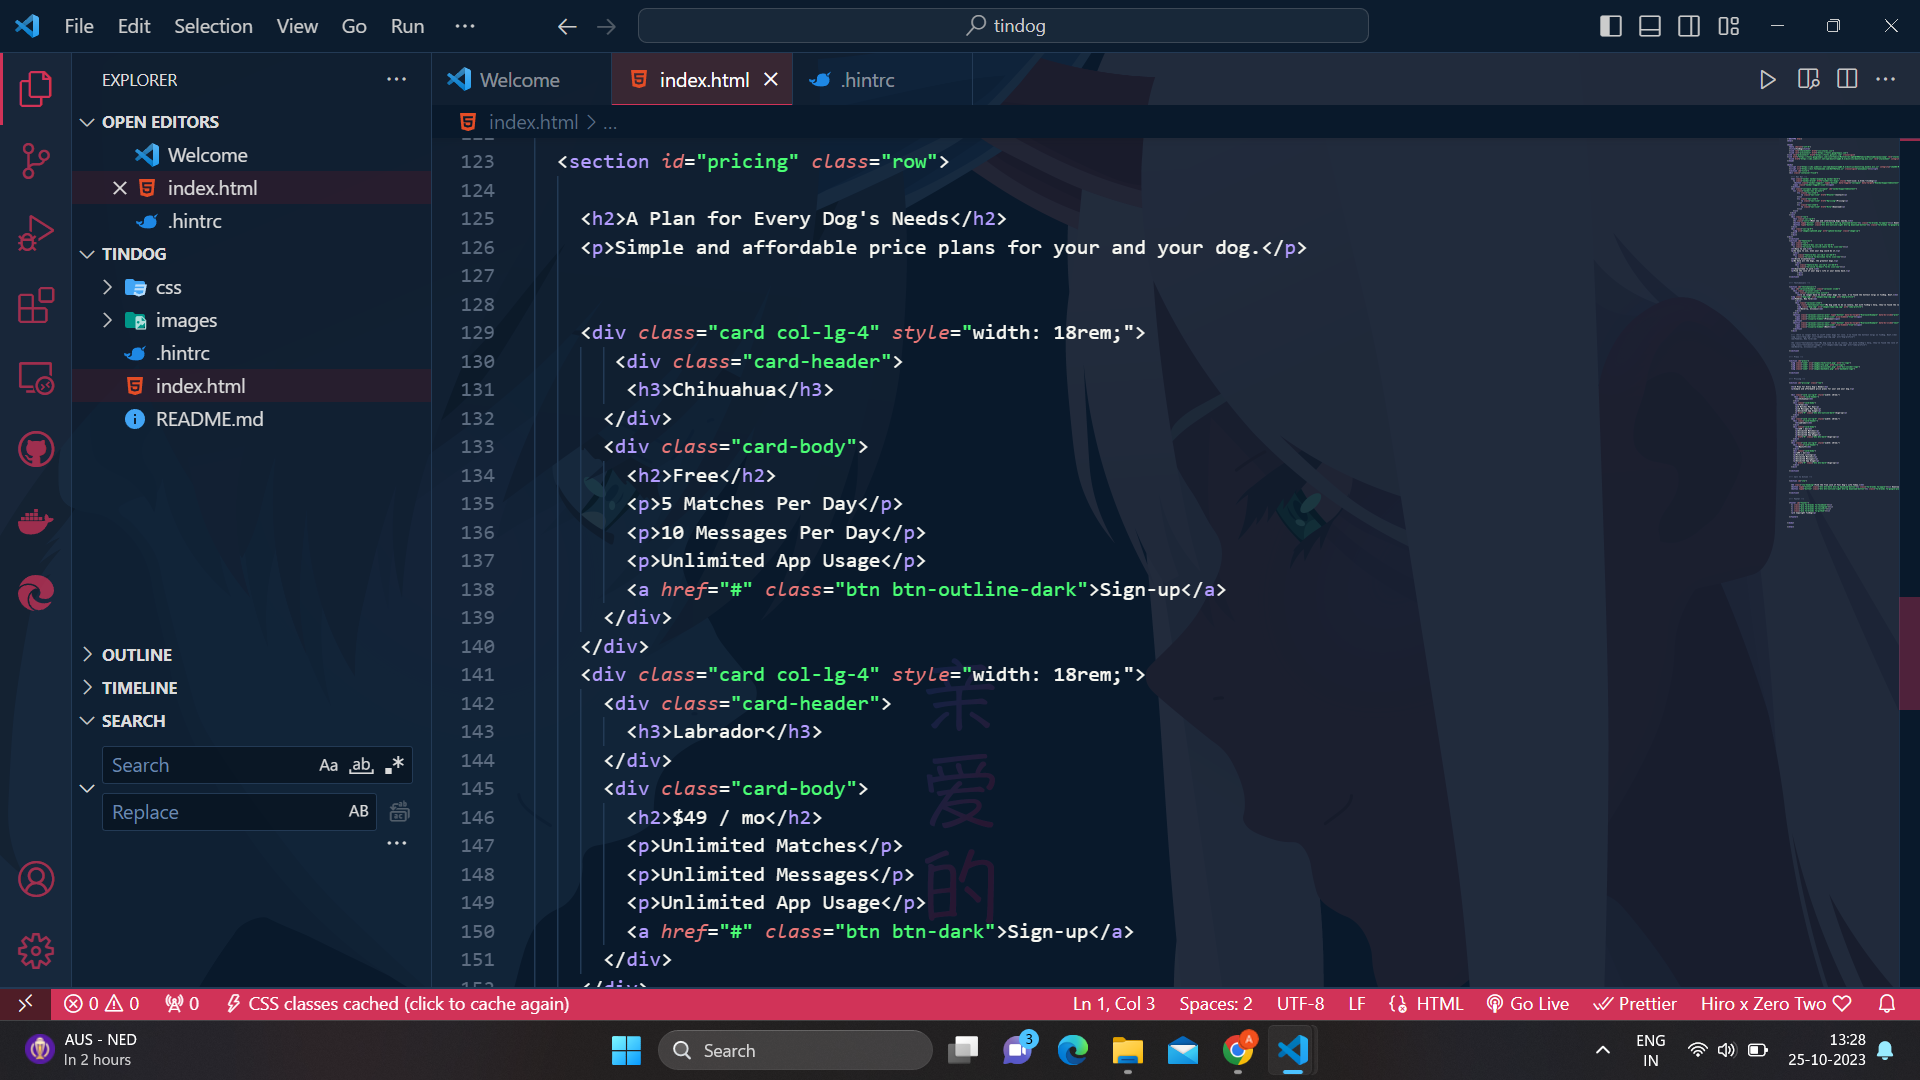 File Edit Selection View Go Run ··· tindog
EXPLORER ···
OPEN EDITORS
Welcome
index.html
.hintrc
TINDOG
css
images
.hintrc
index.html
README.md
OUTLINE
TIMELINE
SEARCH
Search Aa ab .*
Replace AB
···
Welcome index.html .hintrc
index.html > ...
123 <section id="pricing" class="row">
124
125 <h2>A Plan for Every Dog's Needs</h2>
126 <p>Simple and affordable price plans for your and your dog.</p>
127
128
129 <div class="card col-lg-4" style="width: 18rem;">
130 <div class="card-header">
131 <h3>Chihuahua</h3>
132 </div>
133 <div class="card-body">
134 <h2>Free</h2>
135 <p>5 Matches Per Day</p>
136 <p>10 Messages Per Day</p>
137 <p>Unlimited App Usage</p>
138 <a href="#" class="btn btn-outline-dark">Sign-up</a>
139 </div>
140 </div>
141 <div class="card col-lg-4" style="width: 18rem;">
142 <div class="card-header">
143 <h3>Labrador</h3>
144 </div>
145 <div class="card-body">
146 <h2>$49 / mo</h2>
147 <p>Unlimited Matches</p>
148 <p>Unlimited Messages</p>
149 <p>Unlimited App Usage</p>
150 <a href="#" class="btn btn-dark">Sign-up</a>
151 </div>
亲爱的
0 0 0 CSS classes cached (click to cache again) Ln 1, Col 3 Spaces: 2 UTF-8 LF HTML Go Live Prettier Hiro x Zero Two
AUS - NED
In 2 hours
Search
3
A
ENG
IN
13:28
25-10-2023